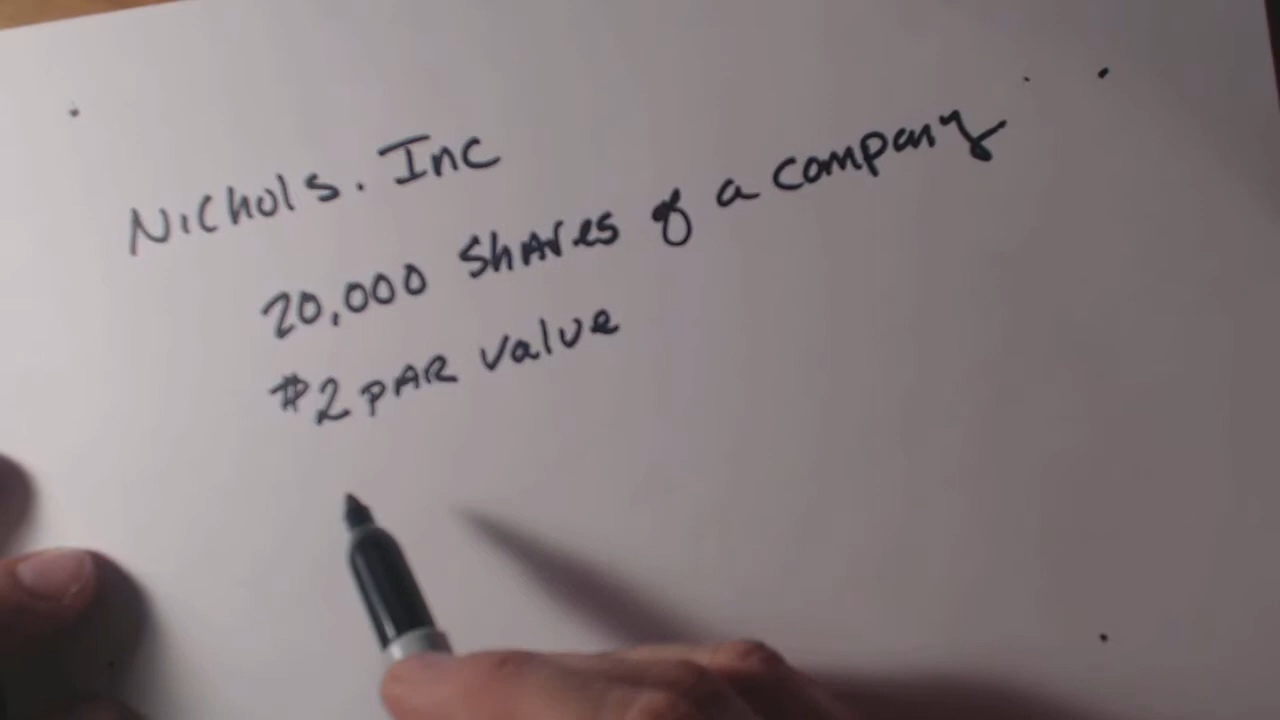 Nichols. Inc
20,000 Shares of a company
$2 PAR value